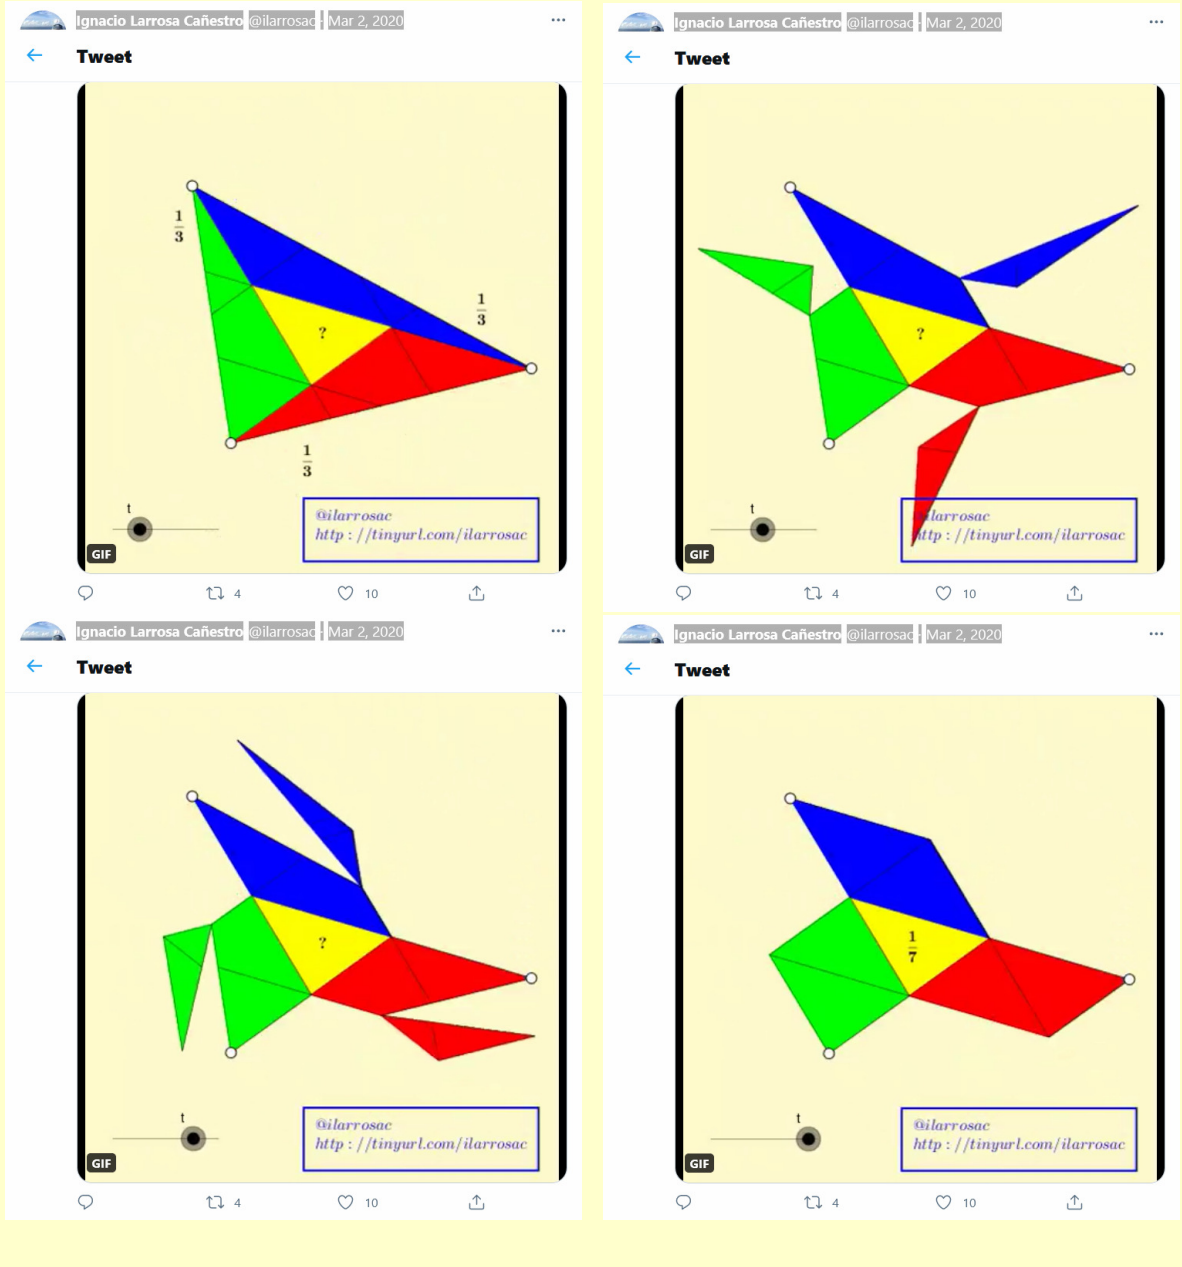 Ignacio Larrosa Cañestro @ilarrosac · Mar 2, 2020
Tweet
1/3
1/3
?
1/3
t
@ilarrosac
http : //tinyurl.com/ilarrosac
GIF
4 10
Ignacio Larrosa Cañestro @ilarrosac · Mar 2, 2020
Tweet
?
t
@ilarrosac
http : //tinyurl.com/ilarrosac
GIF
4 10
Ignacio Larrosa Cañestro @ilarrosac · Mar 2, 2020
Tweet
?
t
@ilarrosac
http : //tinyurl.com/ilarrosac
GIF
4 10
Ignacio Larrosa Cañestro @ilarrosac · Mar 2, 2020
Tweet
1/7
t
@ilarrosac
http : //tinyurl.com/ilarrosac
GIF
4 10